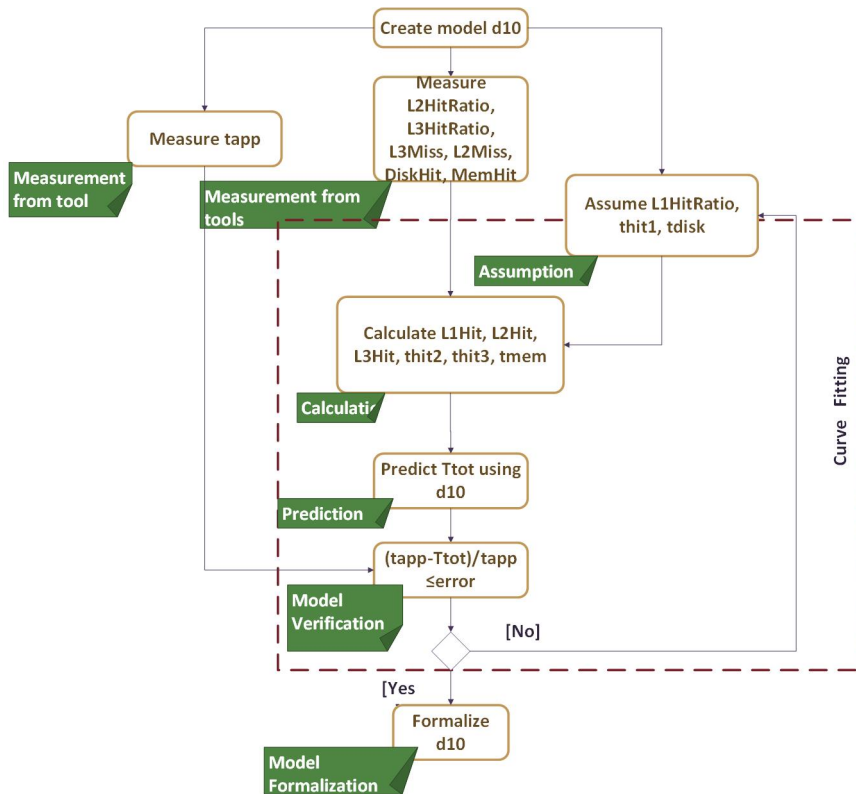 Create model d10
Measure
L2HitRatio,
L3HitRatio,
L3Miss, L2Miss,
DiskHit, MemHit
Measure tapp
Measurement
from tool
Measurement from
tools
Assume L1HitRatio,
thit1, tdisk
Assumption
Calculate L1Hit, L2Hit,
L3Hit, thit2, thit3, tmem
Calculatio
Curve Fitting
Predict Ttot using
d10
Prediction
(tapp-Ttot)/tapp
≤error
Model
Verification
[No]
[Yes
Formalize
d10
Model
Formalization